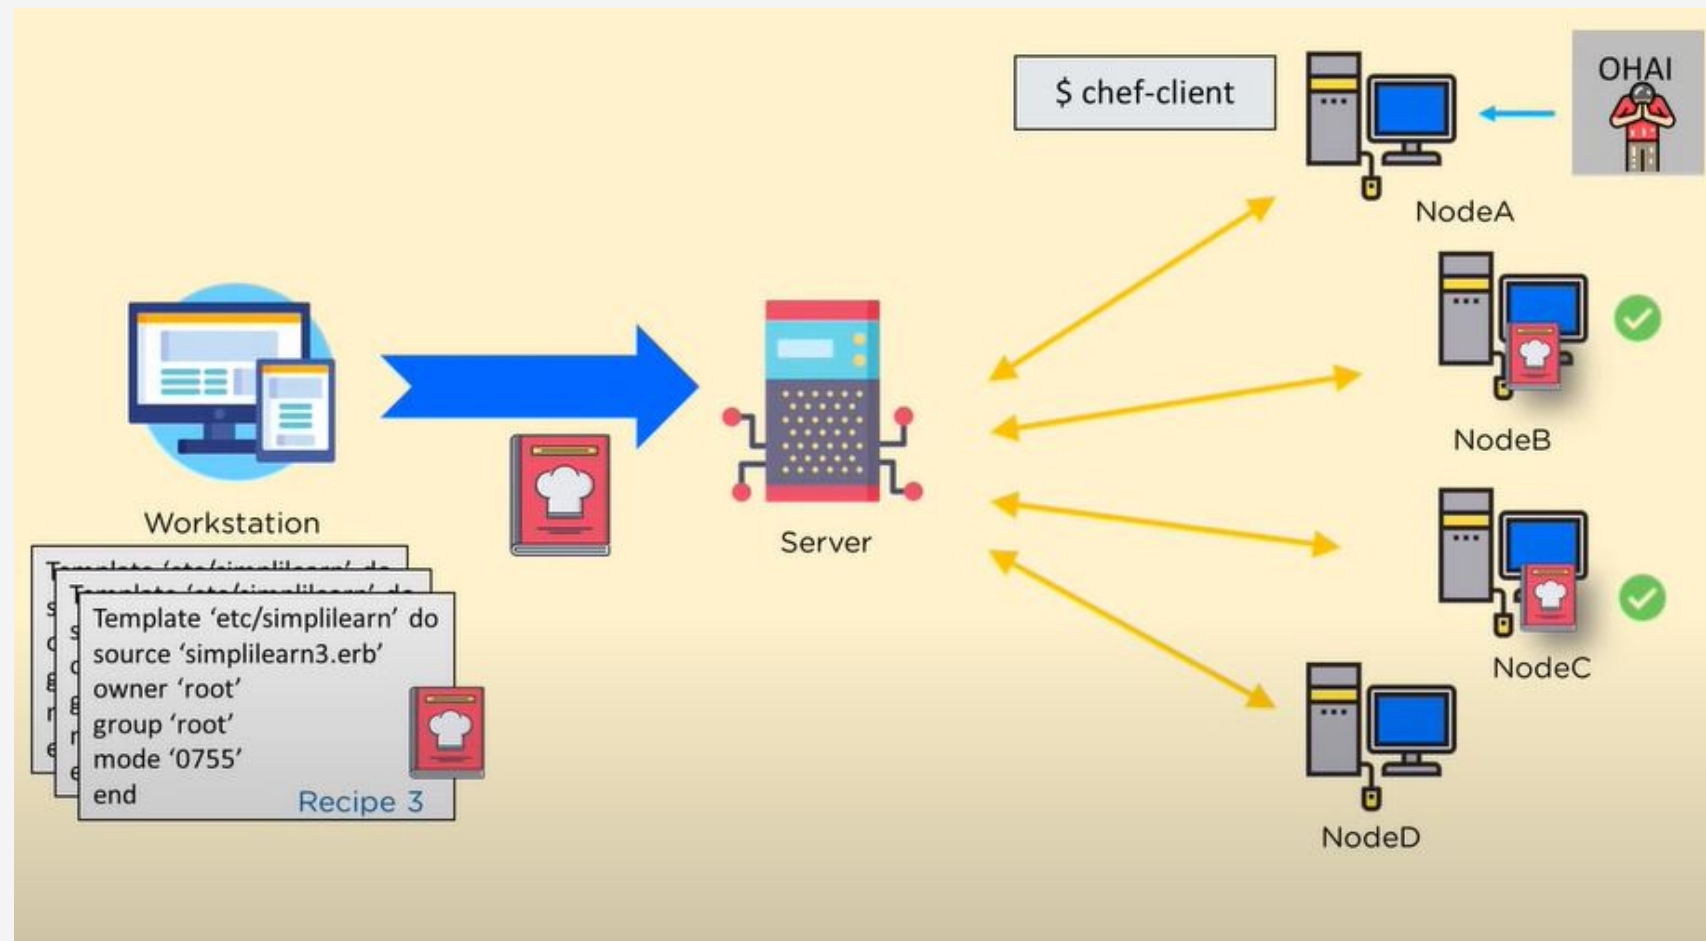 $ chef-client
OHAI
NodeA
NodeB
Workstation
Server
NodeC
Template ‘etc/simplilearn’ do
source ‘simplilearn3.erb’
owner ‘root’
group ‘root’
mode ‘0755’
end
Recipe 3
NodeD